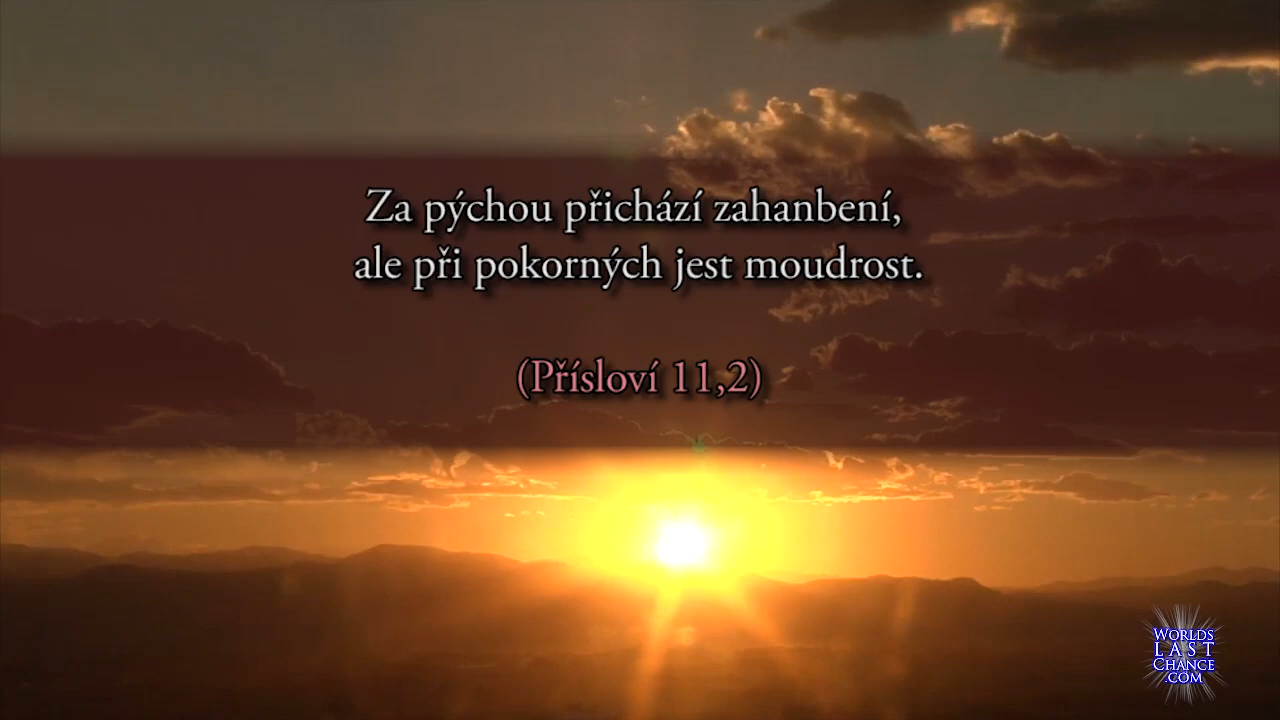 Za pýchou přichází zahanbení,
ale při pokorných jest moudrost.
(Přísloví 11,2)
WORLDS
LAST
CHANCE
.COM